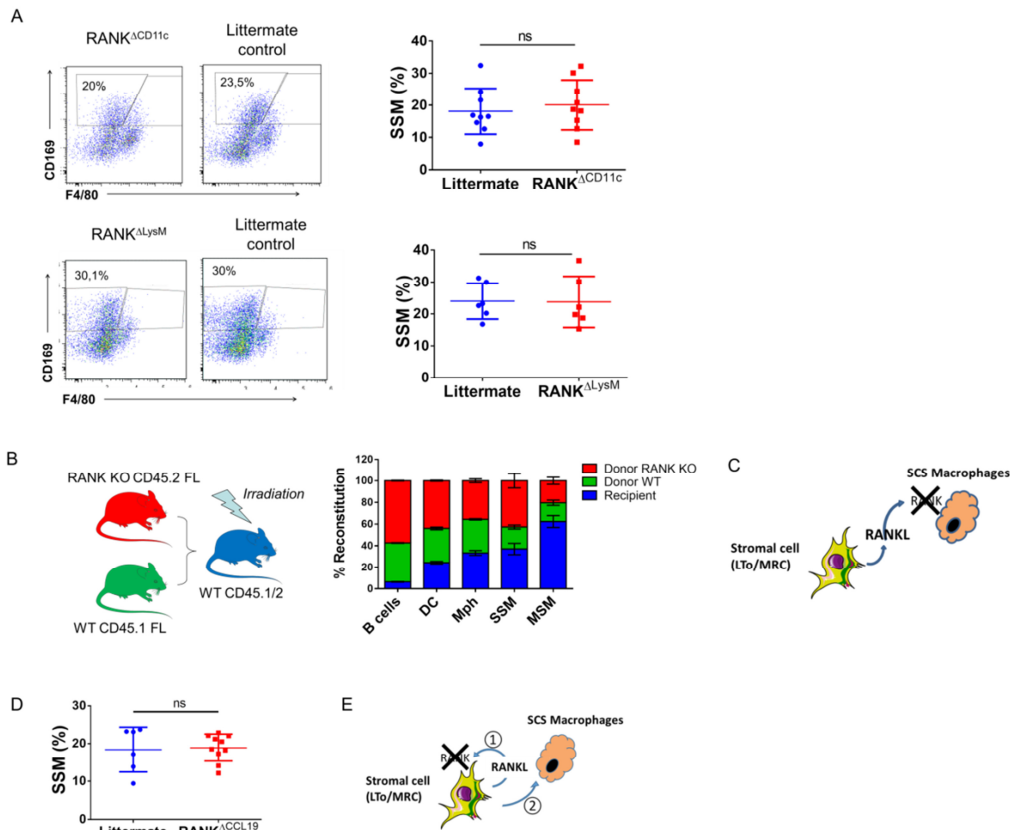 A
RANKΔCD11c
Littermate
control
20%
23,5%
CD169
F4/80
40
30
20
10
0
SSM (%)
ns
Littermate RANKΔCD11c
RANKΔLysM
Littermate
control
30,1%
30%
CD169
F4/80
40
30
20
10
0
SSM (%)
ns
Littermate RANKΔLysM
B
RANK KO CD45.2 FL
Irradiation
WT CD45.1/2
WT CD45.1 FL
120
100
80
60
40
20
0
% Reconstitution
B cells
DC
Mph
SSM
MSM
Donor RANK KO
Donor WT
Recipient
C
SCS Macrophages
RANK
RANKL
Stromal cell
(LTo/MRC)
D
30
20
10
0
SSM (%)
ns
Littermate RANKΔCCL19
E
SCS Macrophages
1
RANK
RANKL
Stromal cell
(LTo/MRC)
2